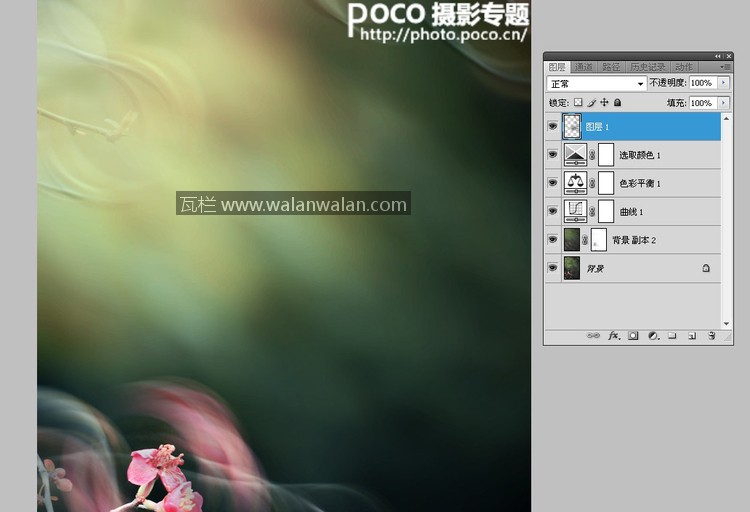 poco 摄影专题
http://photo.poco.cn/
瓦栏 www.walanwalan.com
图层 通道 路径 历史记录 动作
正常 不透明度: 100%
锁定: 填充: 100%
图层 1
选取颜色 1
色彩平衡 1
曲线 1
背景 副本 2
背景
fx.